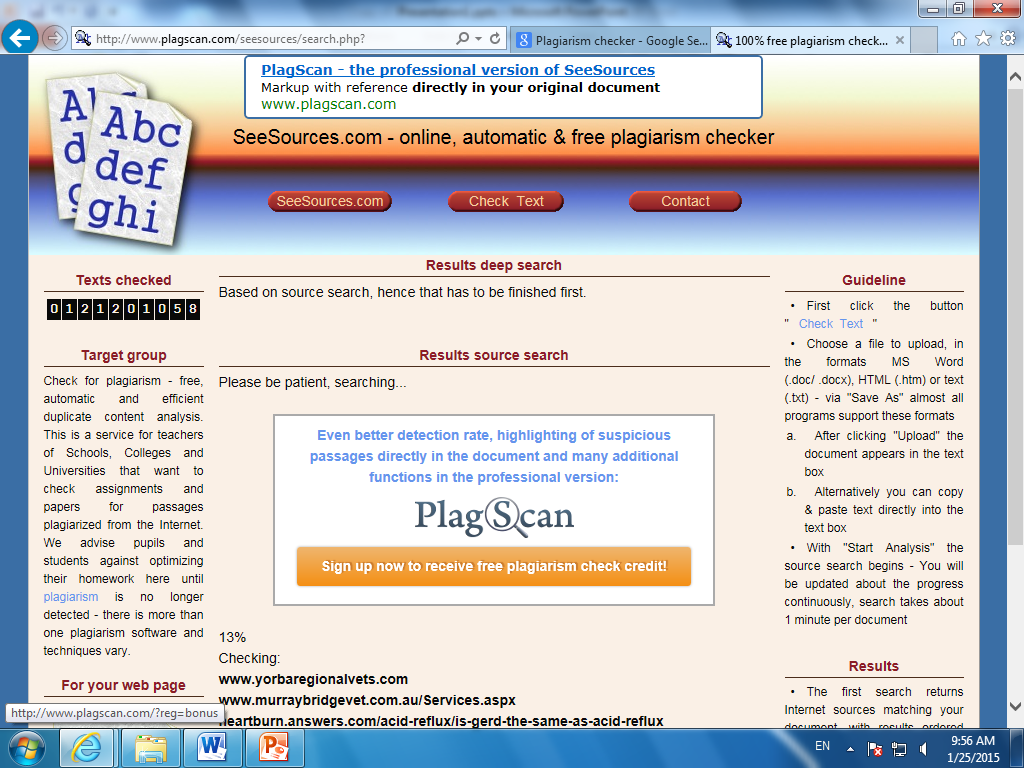 Presentation1.pptx - Microsoft PowerPoint
http://www.plagscan.com/seesources/search.php?
Plagiarism checker - Google Se...
100% free plagiarism check...
PlagScan - the professional version of SeeSources
Markup with reference directly in your original document
www.plagscan.com
Abc
def
ghi
SeeSources.com - online, automatic & free plagiarism checker
SeeSources.com
Check Text
Contact
Texts checked
0121201058
Target group
Check for plagiarism - free,
automatic and efficient
duplicate content analysis.
This is a service for teachers
of Schools, Colleges and
Universities that want to
check assignments and
papers for passages
plagiarized from the Internet.
We advise pupils and
students against optimizing
their homework here until
plagiarism is no longer
detected - there is more than
one plagiarism software and
techniques vary.
For your web page
Results deep search
Based on source search, hence that has to be finished first.
Results source search
Please be patient, searching...
Even better detection rate, highlighting of suspicious
passages directly in the document and many additional
functions in the professional version:
PlagScan
Sign up now to receive free plagiarism check credit!
13%
Checking:
www.yorbaregionalvets.com
www.murraybridgevet.com.au/Services.aspx
heartburn.answers.com/acid-reflux/is-gerd-the-same-as-acid-reflux
Guideline
• First click the button
" Check Text "
• Choose a file to upload, in
the formats MS Word
(.doc/ .docx), HTML (.htm) or text
(.txt) - via "Save As" almost all
programs support these formats
a. After clicking "Upload" the
document appears in the text
box
b. Alternatively you can copy
& paste text directly into the
text box
• With "Start Analysis" the
source search begins - You will
be updated about the progress
continuously, search takes about
1 minute per document
Results
• The first search returns
Internet sources matching your
document, with results ordered
http://www.plagscan.com/?reg=bonus
EN
9:56 AM
1/25/2015